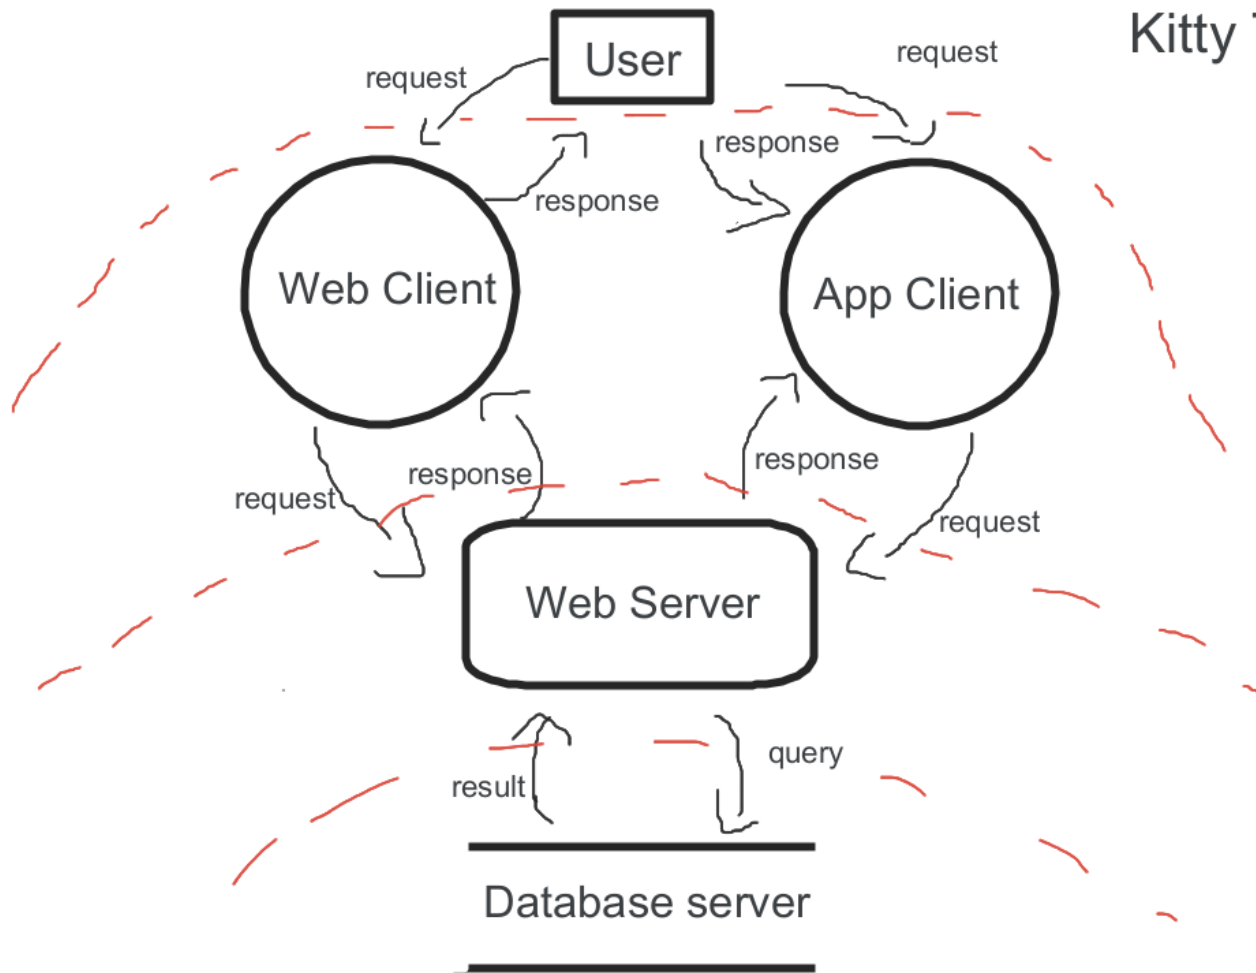 Kitty
User
request
request
response
response
Web Client
App Client
response
response
request
request
Web Server
query
result
Database server